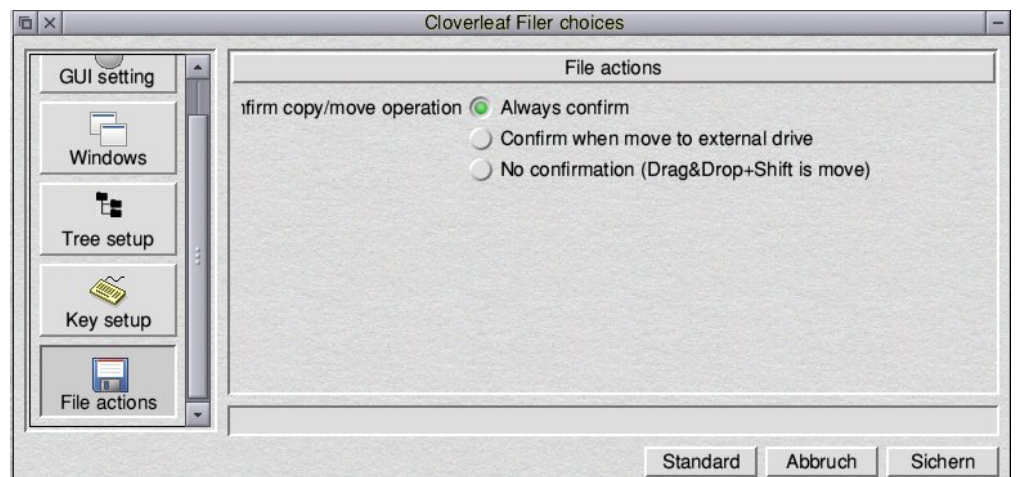 Cloverleaf Filer choices
GUI setting
Windows
Tree setup
Key setup
File actions
File actions
nfirm copy/move operation
Always confirm
Confirm when move to external drive
No confirmation (Drag&Drop+Shift is move)
Standard
Abbruch
Sichern